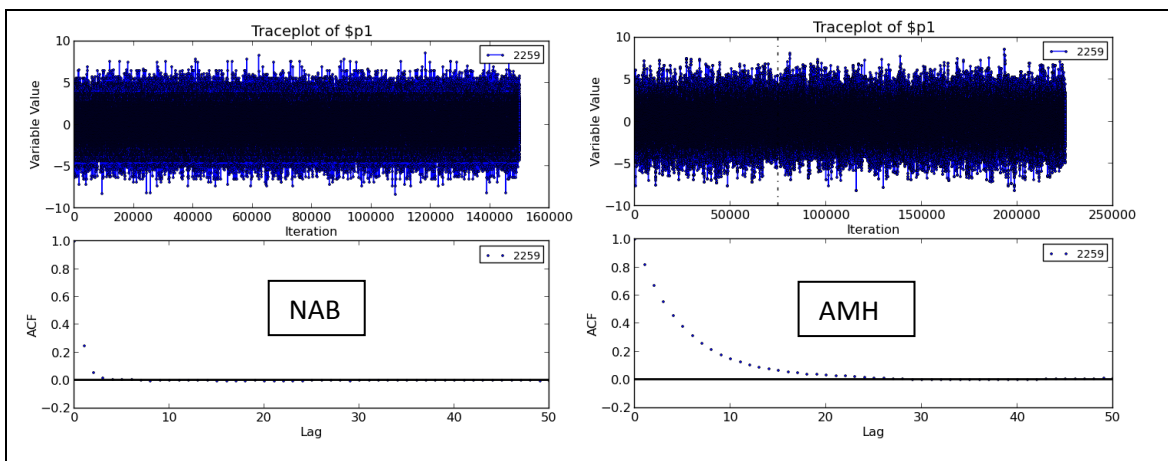 Traceplot of $p1
10
5
0
−5
−10
Variable Value
2259
0 20000 40000 60000 80000 100000 120000 140000 160000
Iteration
1.0
0.8
0.6
0.4
0.2
0.0
−0.2
ACF
2259
NAB
0 10 20 30 40 50
Lag
Traceplot of $p1
10
5
0
−5
−10
Variable Value
2259
0 50000 100000 150000 200000 250000
Iteration
1.0
0.8
0.6
0.4
0.2
0.0
−0.2
ACF
2259
AMH
0 10 20 30 40 50
Lag